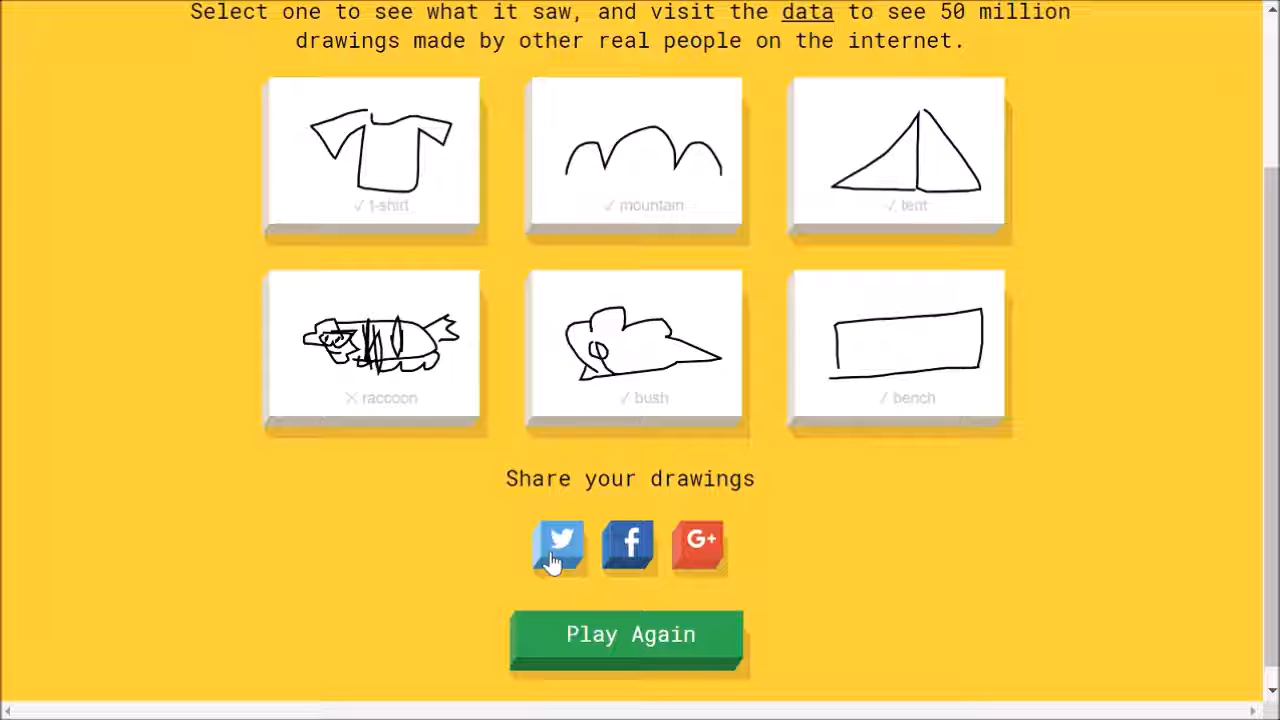 Select one to see what it saw, and visit the data to see 50 million
drawings made by other real people on the internet.
✓ t-shirt
✓ mountain
✓ tent
✕ raccoon
✓ bush
✓ bench
Share your drawings
f
G+
Play Again